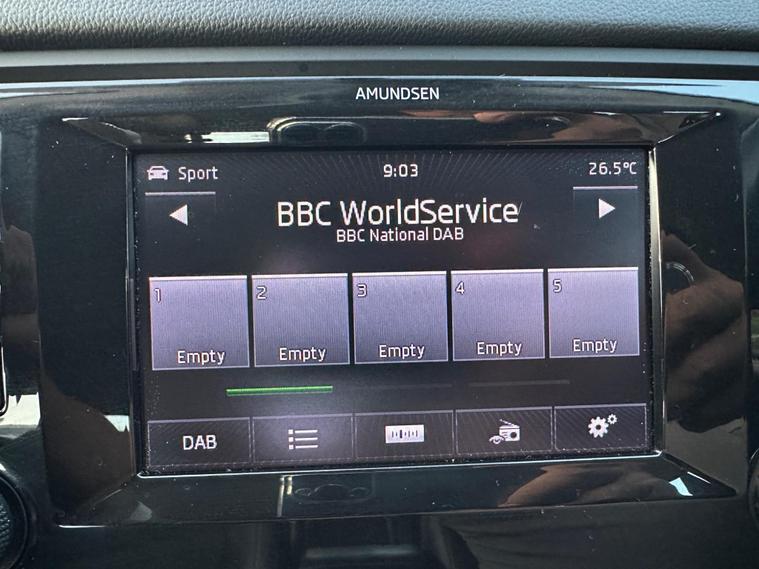 AMUNDSEN
Sport 9:03 26.5°C
BBC WorldService
BBC National DAB
1 2 3 4 5
Empty Empty Empty Empty Empty
DAB